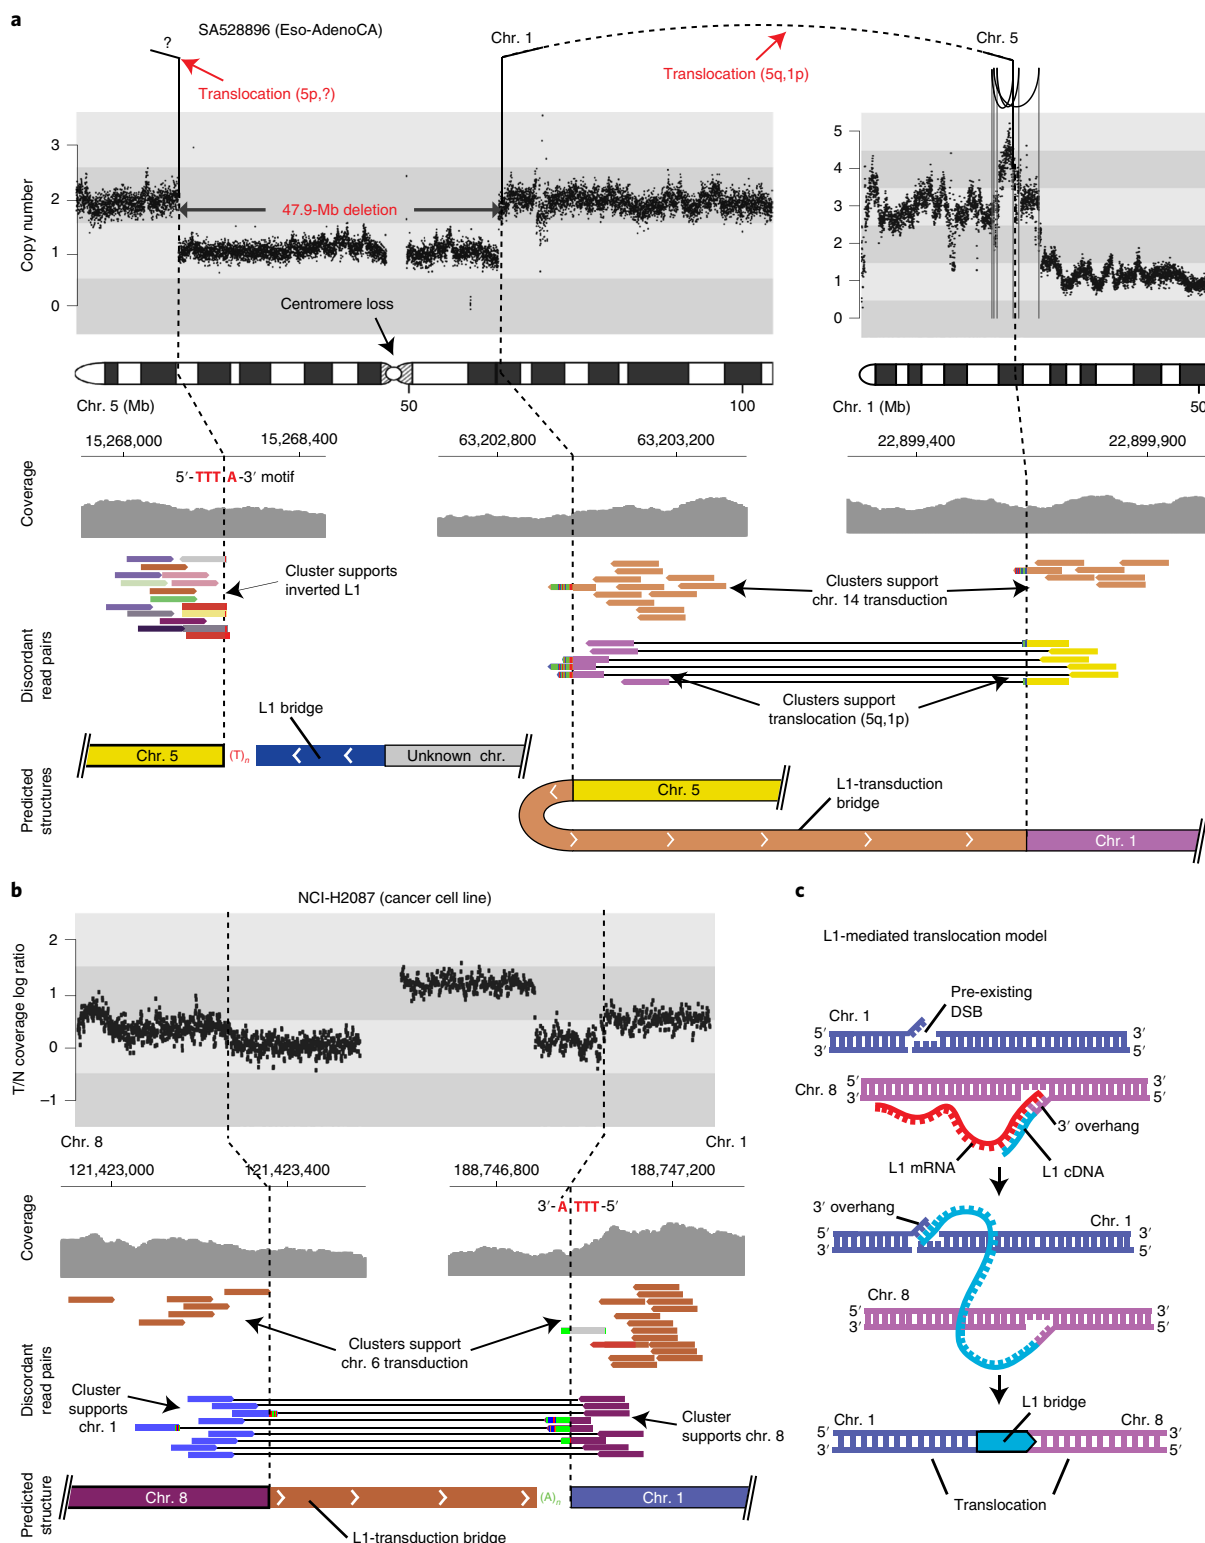 a
SA528896 (Eso-AdenoCA)
?
Chr. 1
Chr. 5
Translocation (5p,?)
Translocation (5q,1p)
Copy number
3
2
1
0
47.9-Mb deletion
Centromere loss
5
4
3
2
1
0
Chr. 5 (Mb)
50
100
Chr. 1 (Mb)
50
15,268,000
15,268,400
63,202,800
63,203,200
22,899,400
22,899,900
5′-TTT A-3′ motif
Coverage
Cluster supports
inverted L1
Clusters support
chr. 14 transduction
Discordant
read pairs
Clusters support
translocation (5q,1p)
L1 bridge
Chr. 5
(T)n
Unknown chr.
Predicted
structures
Chr. 5
L1-transduction
bridge
Chr. 1
b
NCI-H2087 (cancer cell line)
T/N coverage log ratio
2
1
0
–1
Chr. 8
Chr. 1
121,423,000
121,423,400
188,746,800
188,747,200
3′-A TTT-5′
Coverage
Clusters support
chr. 6 transduction
Discordant
read pairs
Cluster
supports
chr. 1
Cluster
supports chr. 8
Predicted
structure
Chr. 8
(A)n
Chr. 1
L1-transduction bridge
c
L1-mediated translocation model
Pre-existing
DSB
Chr. 1
5′
3′
3′
5′
Chr. 8
5′
3′
3′
5′
3′ overhang
L1 mRNA
L1 cDNA
3′ overhang
Chr. 1
5′
3′
3′
5′
Chr. 8
5′
3′
3′
5′
L1 bridge
Chr. 1
Chr. 8
5′
3′
3′
5′
Translocation